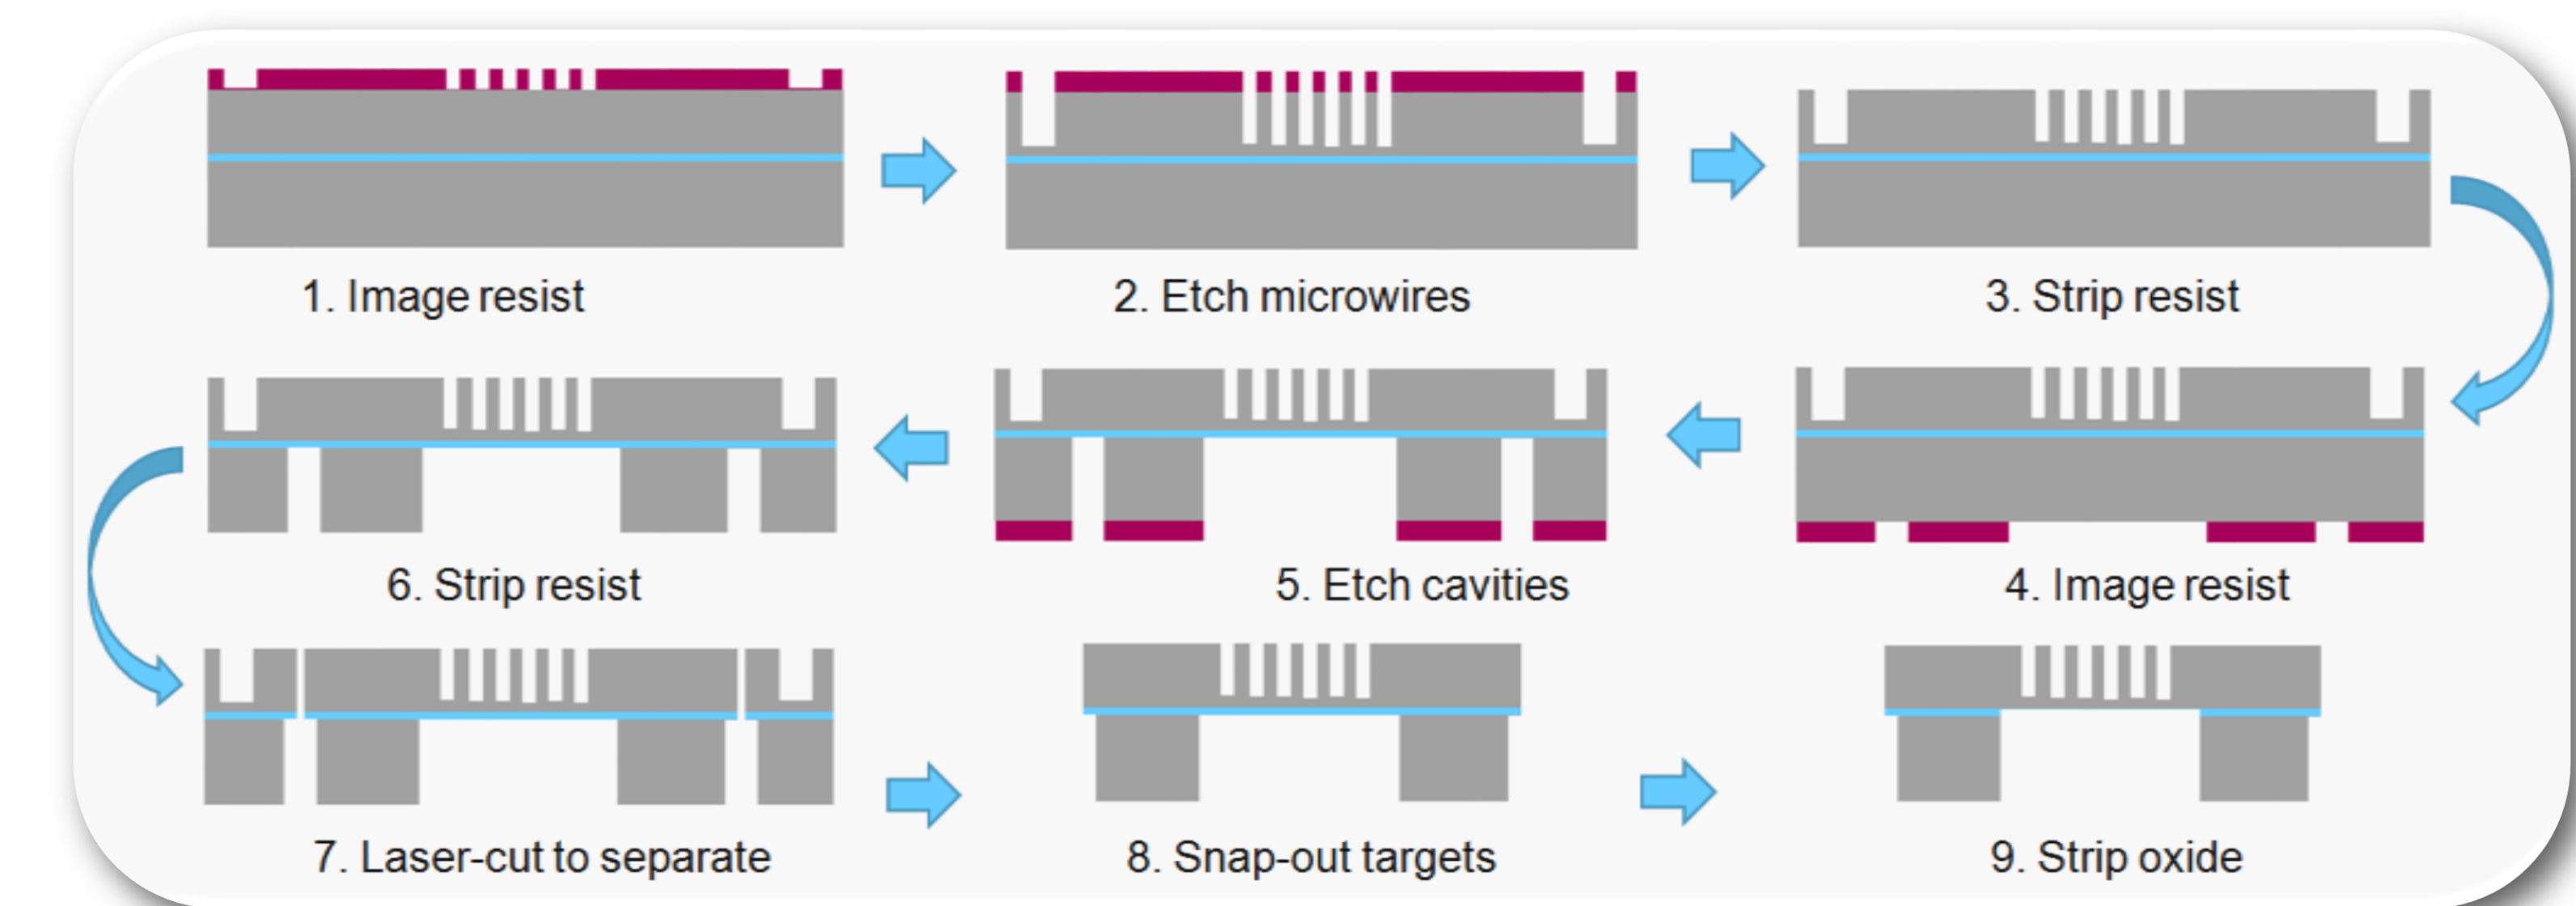 1. Image resist
2. Etch microwires
3. Strip resist
6. Strip resist
5. Etch cavities
4. Image resist
7. Laser-cut to separate
8. Snap-out targets
9. Strip oxide